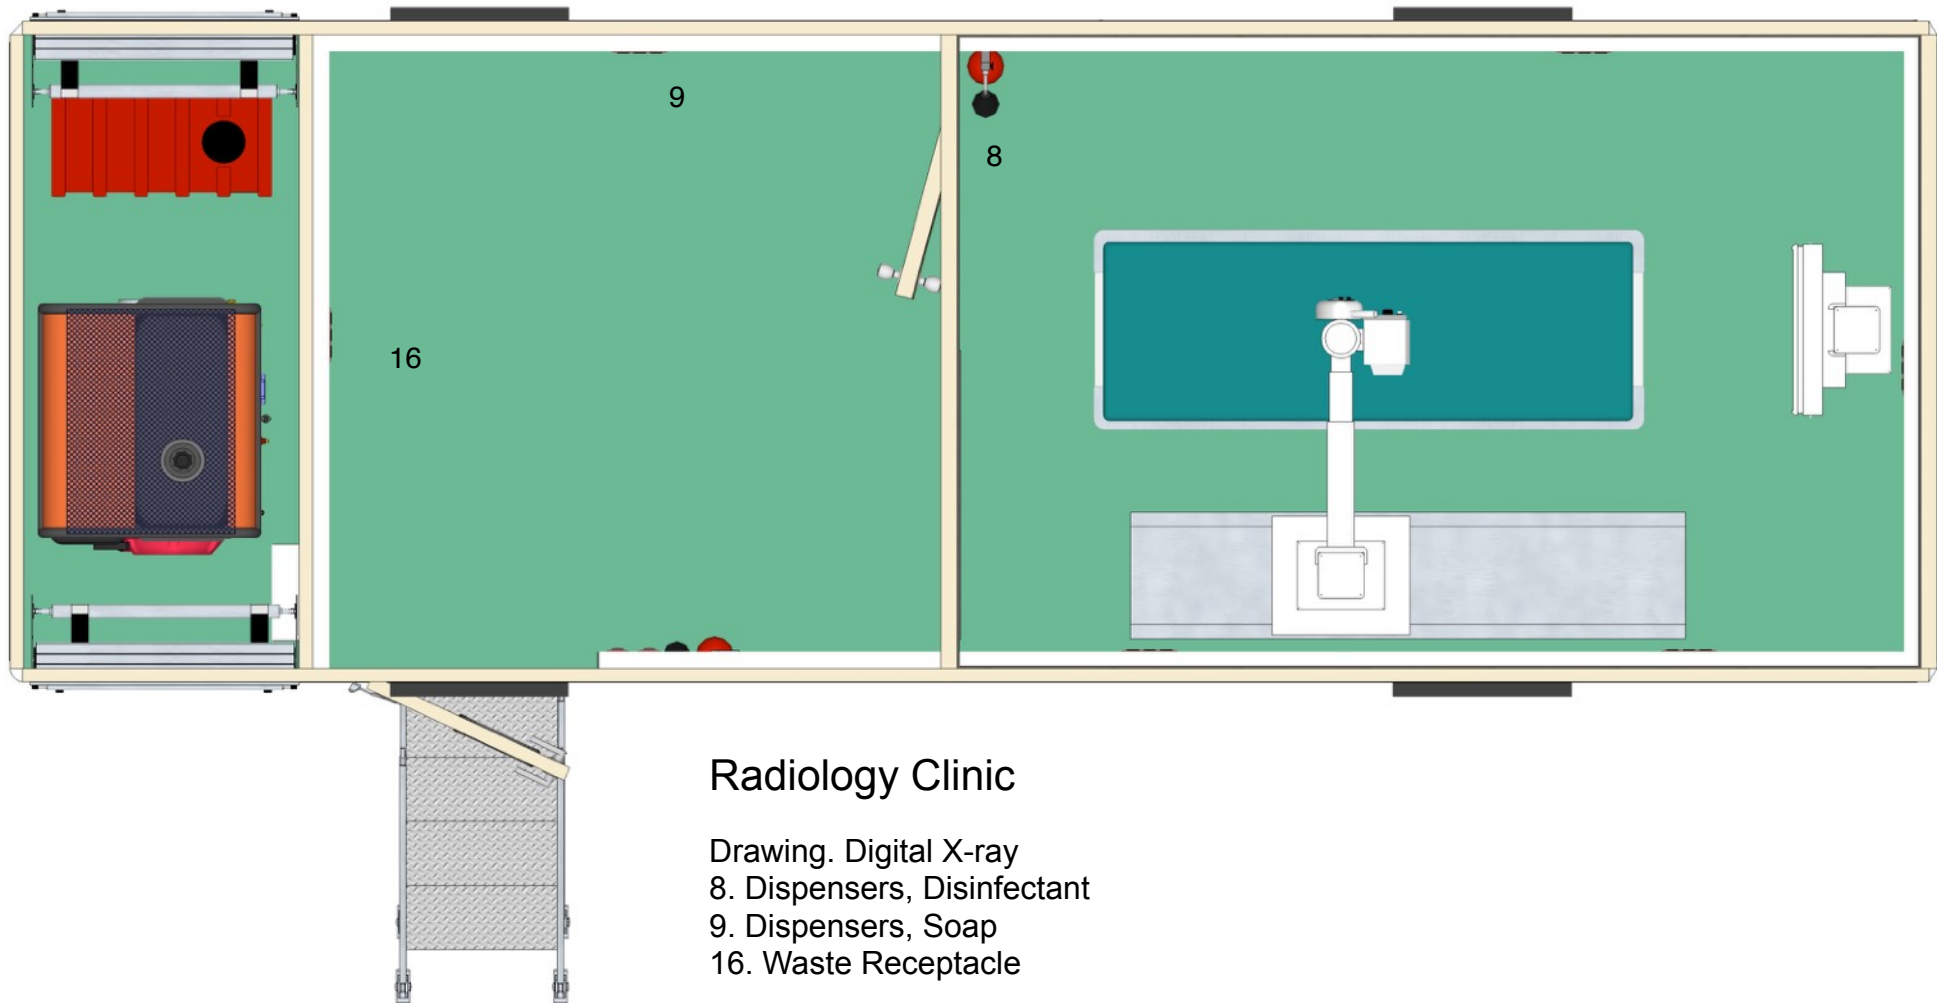 9
8
16
Radiology Clinic
Drawing. Digital X-ray
8. Dispensers, Disinfectant
9. Dispensers, Soap
16. Waste Receptacle